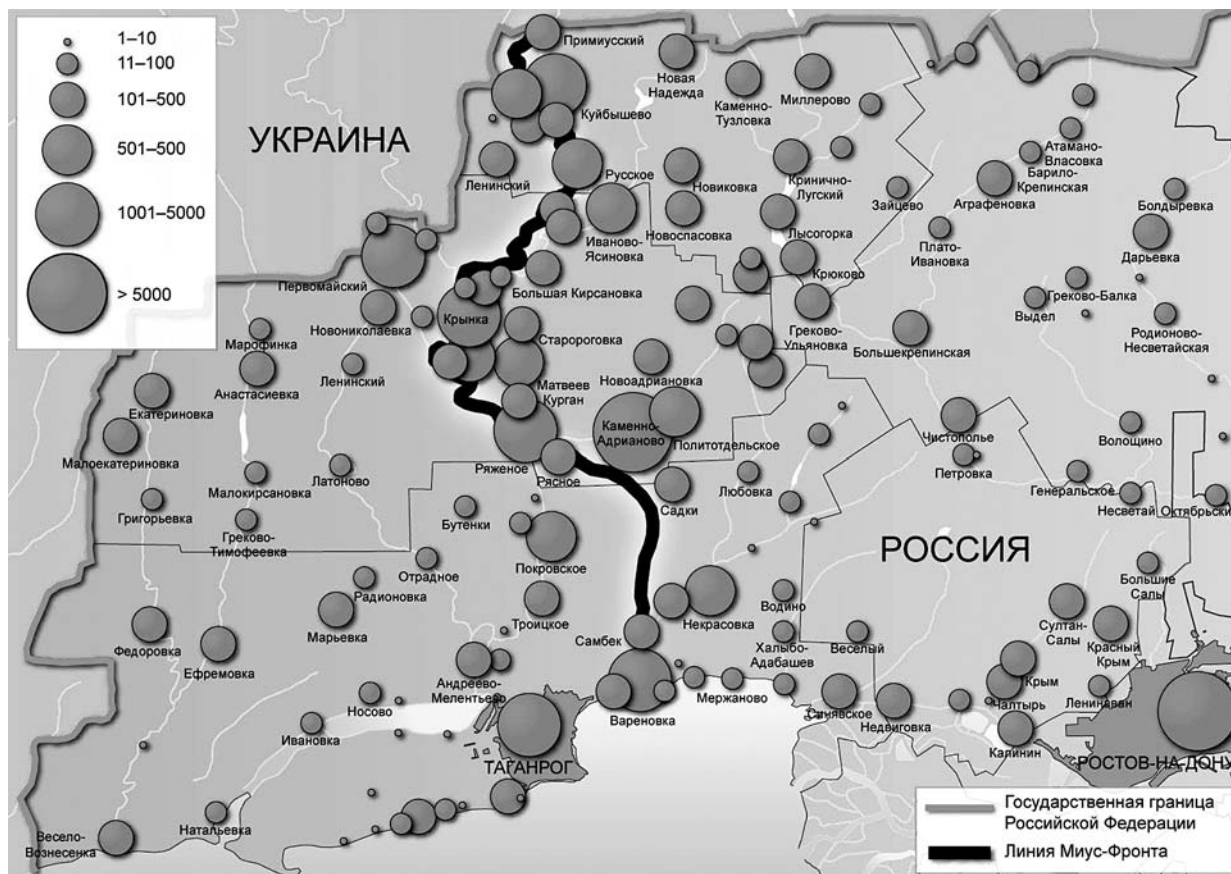 1–10
11–100
101–500
501–500
1001–5000
> 5000
УКРАИНА
РОССИЯ
Примиусский
Новая
Надежда
Каменно-
Тузловка
Миллерово
Куйбышево
Ленинский
Русское
Новиковка
Кринично-
Лугский
Зайцево
Аграфеновка
Барило-
Крепинская
Атамано-
Власовка
Болдыревка
Иваново-
Ясиновка
Новоспасовка
Лысогорка
Плато-
Ивановка
Дарьевка
Первомайский
Большая Кирсановка
Крюково
Греково-Балка
Выдел
Новониколаевка
Крынка
Греково-
Ульяновка
Родионово-
Несветайская
Марофинка
Старороговка
Большекрепинская
Анастасиевка
Ленинский
Матвеев
Курган
Новоадриановка
Екатериновка
Каменно-
Адрианово
Политотдельское
Чистополье
Волощино
Малоекатериновка
Ряженое
Рясное
Петровка
Малокирсановка
Латоново
Садки
Любовка
Генеральское
Несветай
Октябрьски
Григорьевка
Греково-
Тимофеевка
Бутенки
Покровское
Отрадное
Большие
Салы
Радионовка
Марьевка
Троицкое
Некрасовка
Водино
Султан-
Салы
Федоровка
Ефремовка
Самбек
Халыбо-
Адабашев
Веселый
Красный
Крым
Андреево-
Мелентьево
Мержаново
Крым
Носово
Вареновка
Синявское
Недвиговка
Чалтырь
Ленинаван
Ивановка
Калинин
ТАГАНРОГ
РОСТОВ-НА-ДОНУ
Натальевка
Весело-
Вознесенка
Государственная граница
Российской Федерации
Линия Миус-Фронта